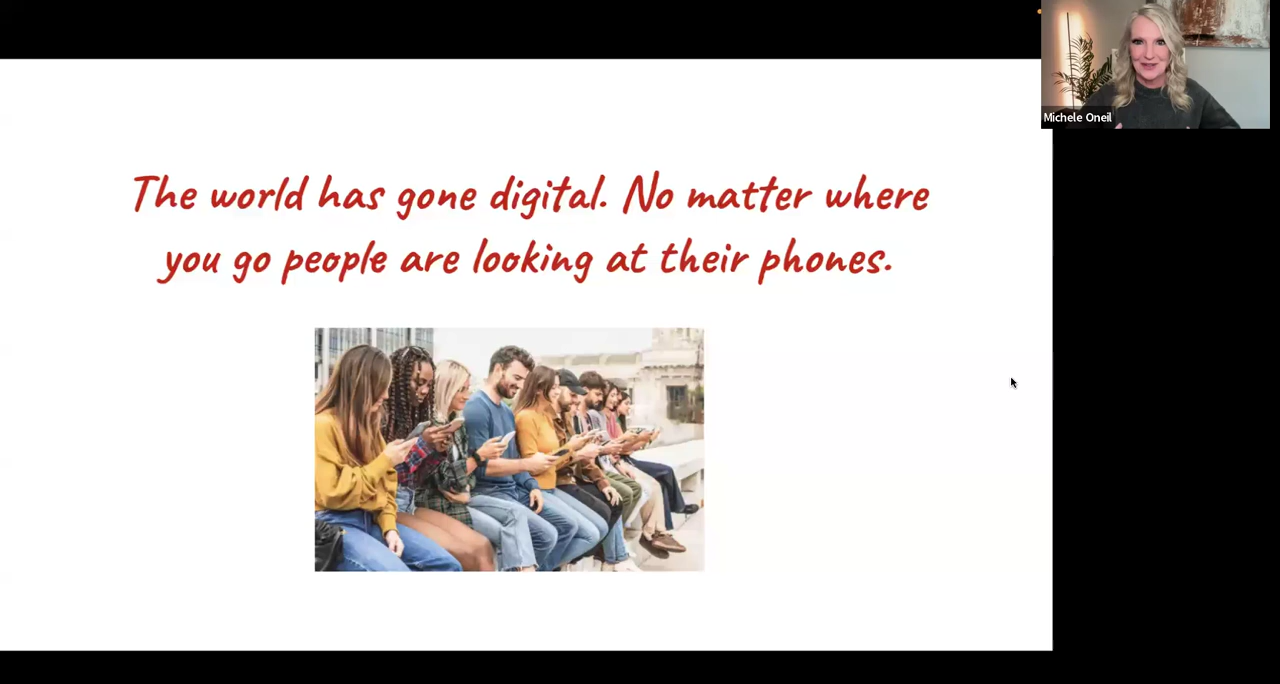 Michele Oneil
The world has gone digital. No matter where
you go people are looking at their phones.